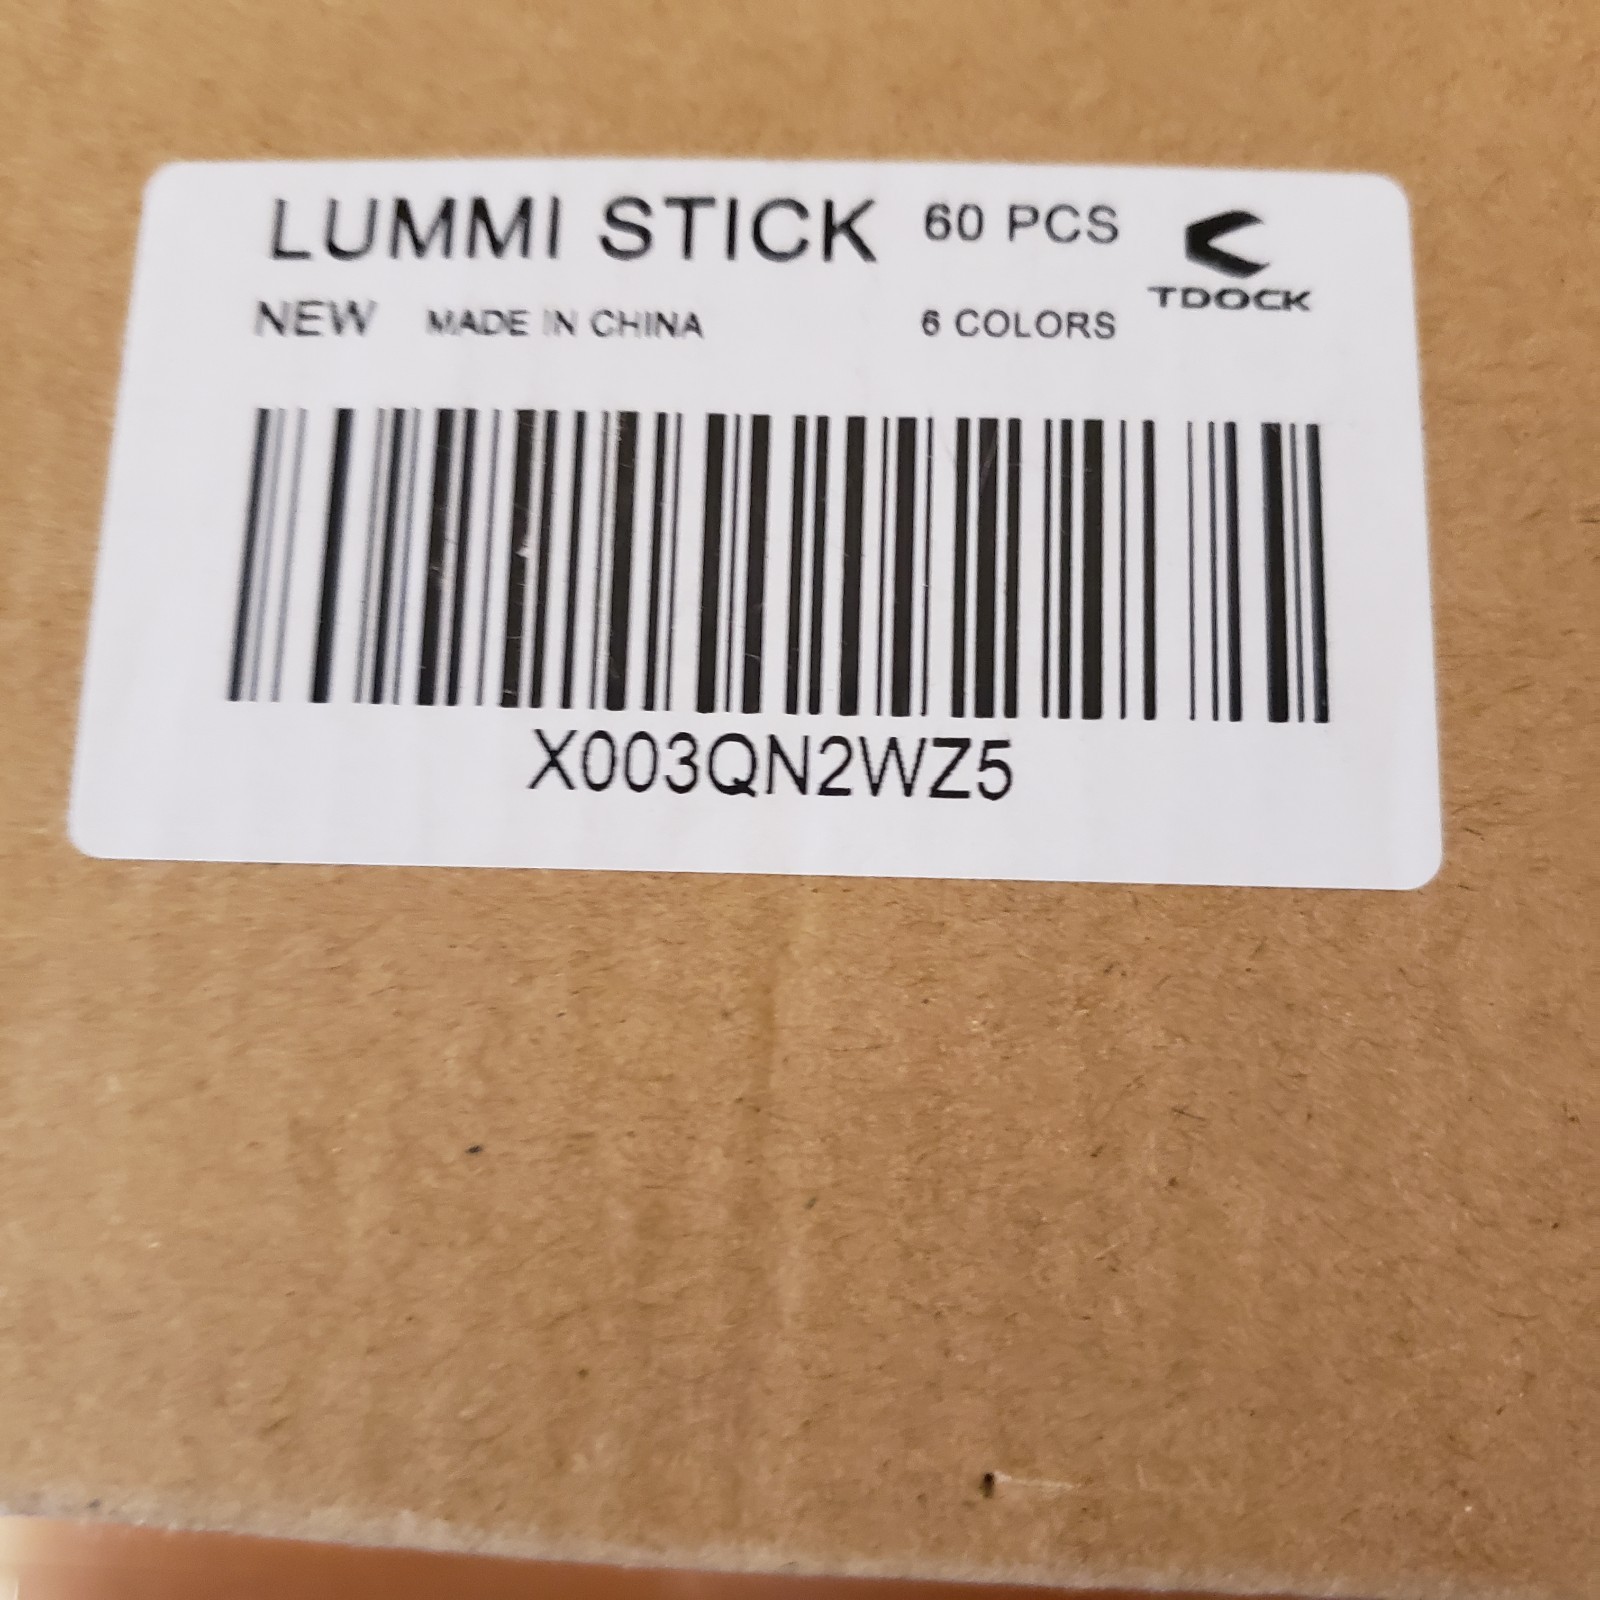 LUMMI STICK 60 PCS
TDOCK
NEW MADE IN CHINA 6 COLORS
X003QN2WZ5